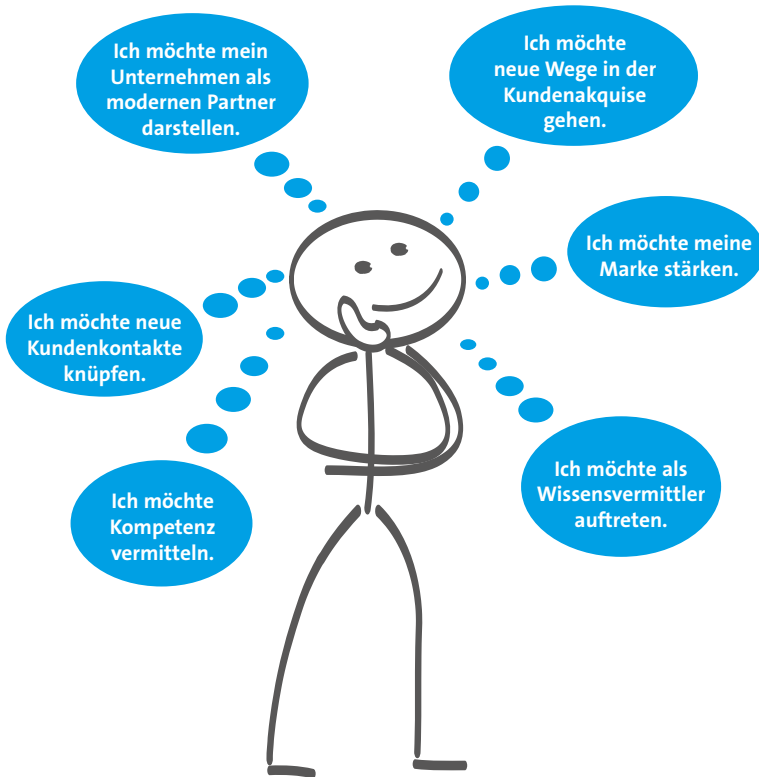 Ich möchte mein
Unternehmen als
modernen Partner
darstellen.
Ich möchte
neue Wege in der
Kundenakquise
gehen.
Ich möchte meine
Marke stärken.
Ich möchte neue
Kundenkontakte
knüpfen.
Ich möchte als
Wissensvermittler
auftreten.
Ich möchte
Kompetenz
vermitteln.